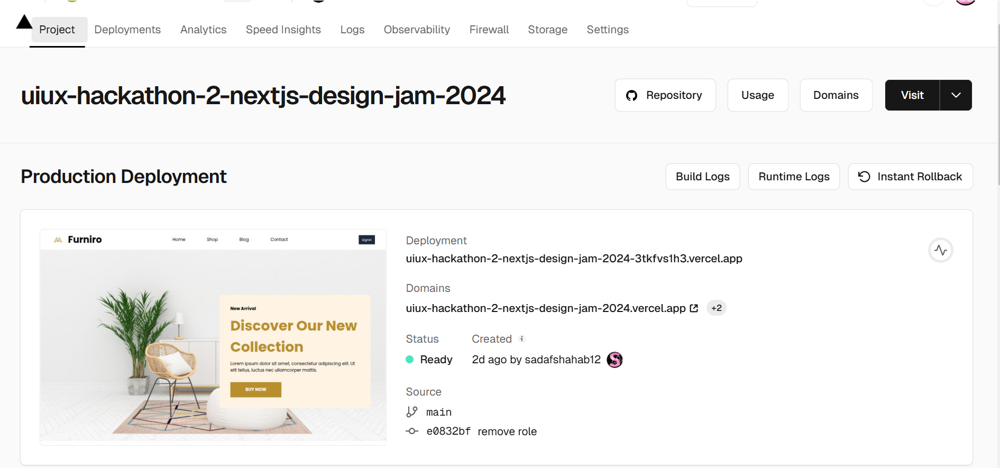 Project Deployments Analytics Speed Insights Logs Observability Firewall Storage Settings
uiux-hackathon-2-nextjs-design-jam-2024
Repository Usage Domains Visit
Production Deployment
Build Logs Runtime Logs Instant Rollback
Furniro Home Shop Blog Contact Signin
New Arrival
Discover Our New
Collection
Lorem ipsum dolor sit amet, consectetur adipiscing elit. Ut
elit tellus, luctus nec ullamcorper mattis.
BUY NOW
Deployment
uiux-hackathon-2-nextjs-design-jam-2024-3tkfvs1h3.vercel.app
Domains
uiux-hackathon-2-nextjs-design-jam-2024.vercel.app +2
Status Created
Ready 2d ago by sadafshahab12
Source
main
e0832bf remove role